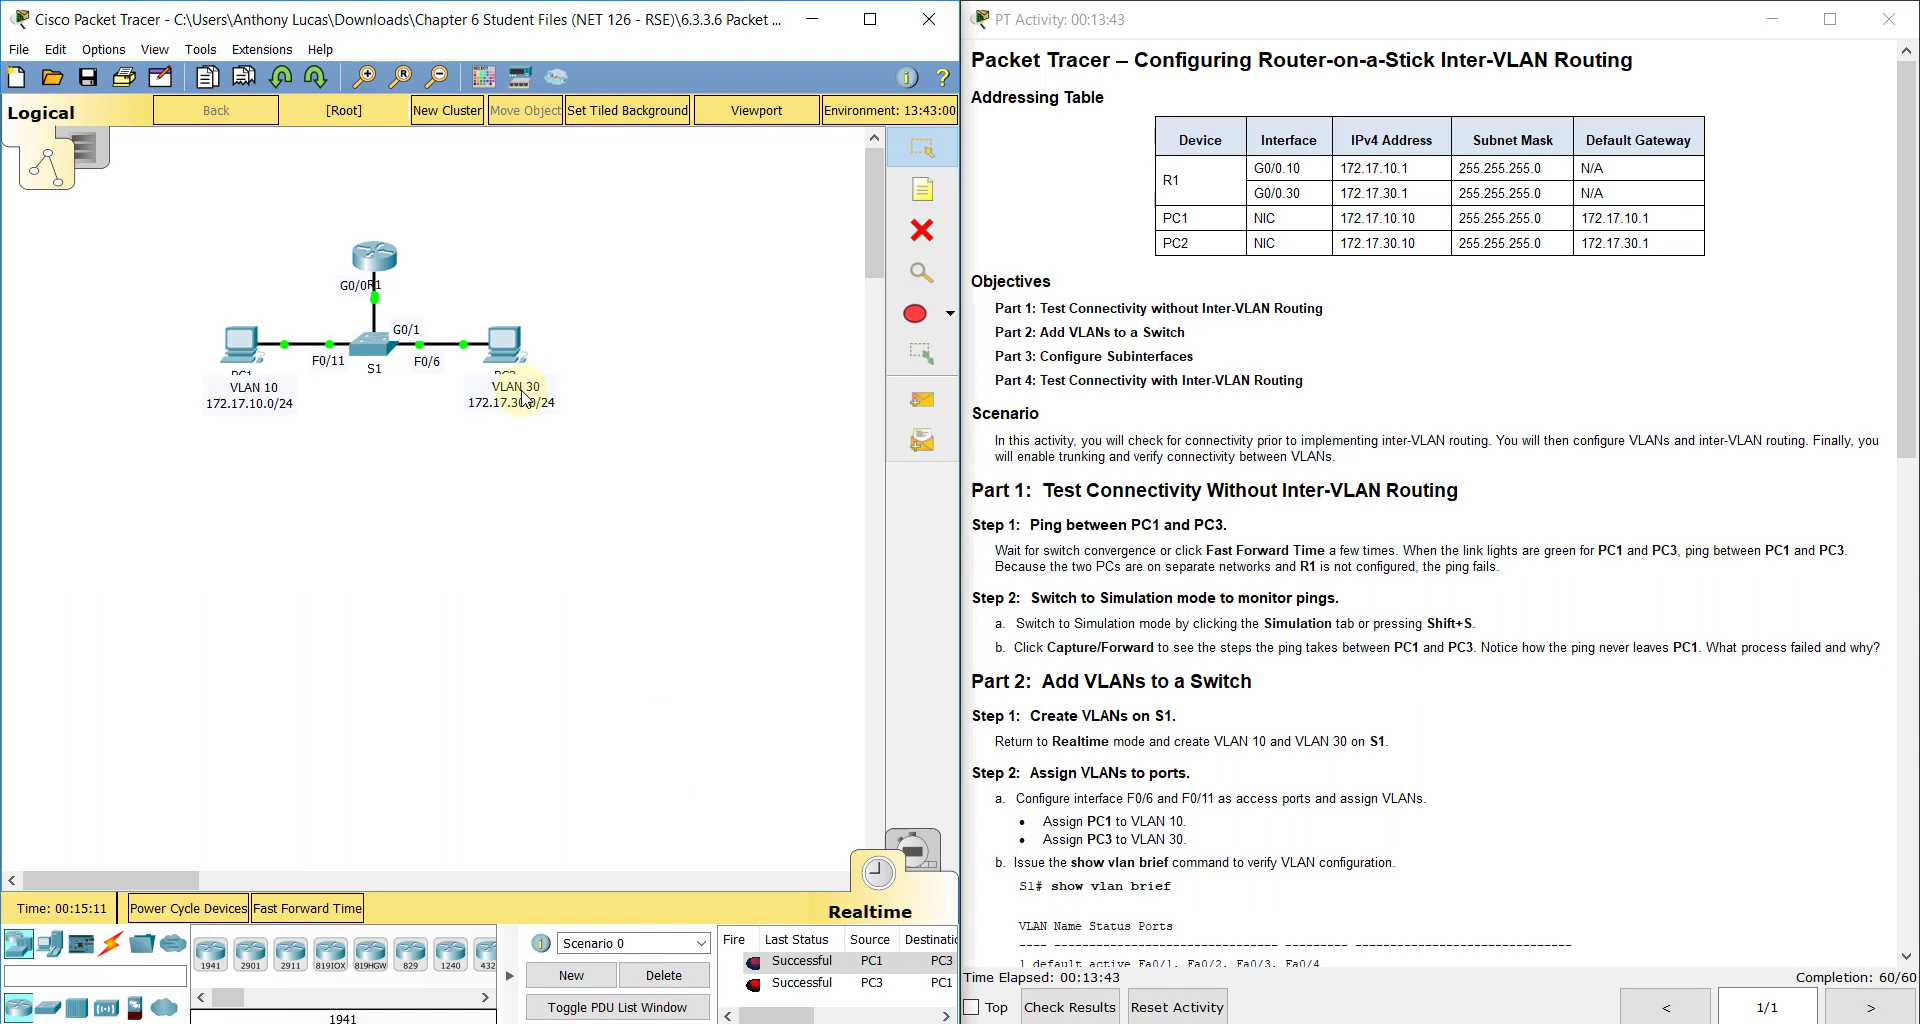 Cisco Packet Tracer - C:\Users\Anthony Lucas\Downloads\Chapter 6 Student Files (NET 126 - RSE)\6.3.3.6 Packet ...
File Edit Options View Tools Extensions Help
Logical
Back
[Root]
New Cluster
Move Object
Set Tiled Background
Viewport
Environment: 13:43:00
G0/0
R1
G0/1
F0/11
F0/6
S1
PC1
VLAN 10
172.17.10.0/24
VLAN 30
172.17.30.0/24
Realtime
Time: 00:15:11
Power Cycle Devices
Fast Forward Time
1941 2901 2911 819IOX 819HGW 829 1240 432
1941
Scenario 0
New
Delete
Toggle PDU List Window
Fire Last Status Source Destinatic
Successful PC1 PC3
Successful PC3 PC1
PT Activity: 00:13:43
Packet Tracer – Configuring Router-on-a-Stick Inter-VLAN Routing
Addressing Table
Device Interface IPv4 Address Subnet Mask Default Gateway
R1 G0/0.10 172.17.10.1 255.255.255.0 N/A
G0/0.30 172.17.30.1 255.255.255.0 N/A
PC1 NIC 172.17.10.10 255.255.255.0 172.17.10.1
PC2 NIC 172.17.30.10 255.255.255.0 172.17.30.1
Objectives
Part 1: Test Connectivity without Inter-VLAN Routing
Part 2: Add VLANs to a Switch
Part 3: Configure Subinterfaces
Part 4: Test Connectivity with Inter-VLAN Routing
Scenario
In this activity, you will check for connectivity prior to implementing inter-VLAN routing. You will then configure VLANs and inter-VLAN routing. Finally, you
will enable trunking and verify connectivity between VLANs.
Part 1: Test Connectivity Without Inter-VLAN Routing
Step 1: Ping between PC1 and PC3.
Wait for switch convergence or click Fast Forward Time a few times. When the link lights are green for PC1 and PC3, ping between PC1 and PC3.
Because the two PCs are on separate networks and R1 is not configured, the ping fails.
Step 2: Switch to Simulation mode to monitor pings.
a. Switch to Simulation mode by clicking the Simulation tab or pressing Shift+S.
b. Click Capture/Forward to see the steps the ping takes between PC1 and PC3. Notice how the ping never leaves PC1. What process failed and why?
Part 2: Add VLANs to a Switch
Step 1: Create VLANs on S1.
Return to Realtime mode and create VLAN 10 and VLAN 30 on S1.
Step 2: Assign VLANs to ports.
a. Configure interface F0/6 and F0/11 as access ports and assign VLANs.
• Assign PC1 to VLAN 10.
• Assign PC3 to VLAN 30.
b. Issue the show vlan brief command to verify VLAN configuration.
S1# show vlan brief
VLAN Name Status Ports
---- -------------------------------- --------- -------------------------------
1 default active Fa0/1, Fa0/2, Fa0/3, Fa0/4
Time Elapsed: 00:13:43
Completion: 60/60
Top
Check Results
Reset Activity
<
1/1
>